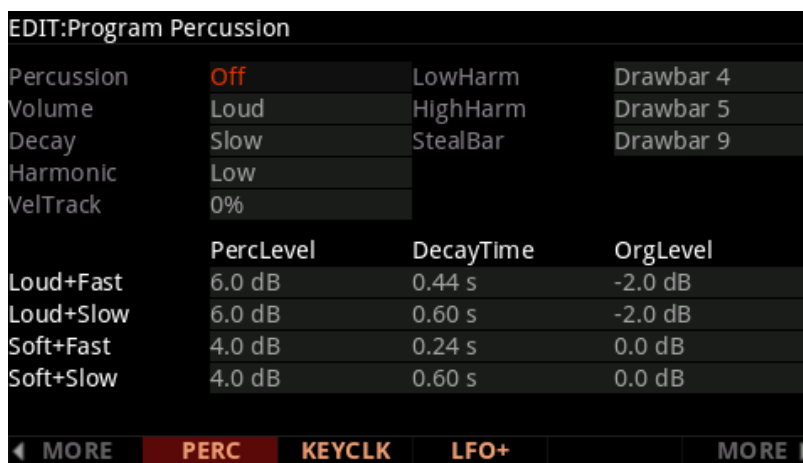 EDIT:Program Percussion
Percussion Off LowHarm Drawbar 4
Volume Loud HighHarm Drawbar 5
Decay Slow StealBar Drawbar 9
Harmonic Low
VelTrack 0%
PercLevel DecayTime OrgLevel
Loud+Fast 6.0 dB 0.44 s -2.0 dB
Loud+Slow 6.0 dB 0.60 s -2.0 dB
Soft+Fast 4.0 dB 0.24 s 0.0 dB
Soft+Slow 4.0 dB 0.60 s 0.0 dB
MORE PERC KEYCLK LFO+ MORE